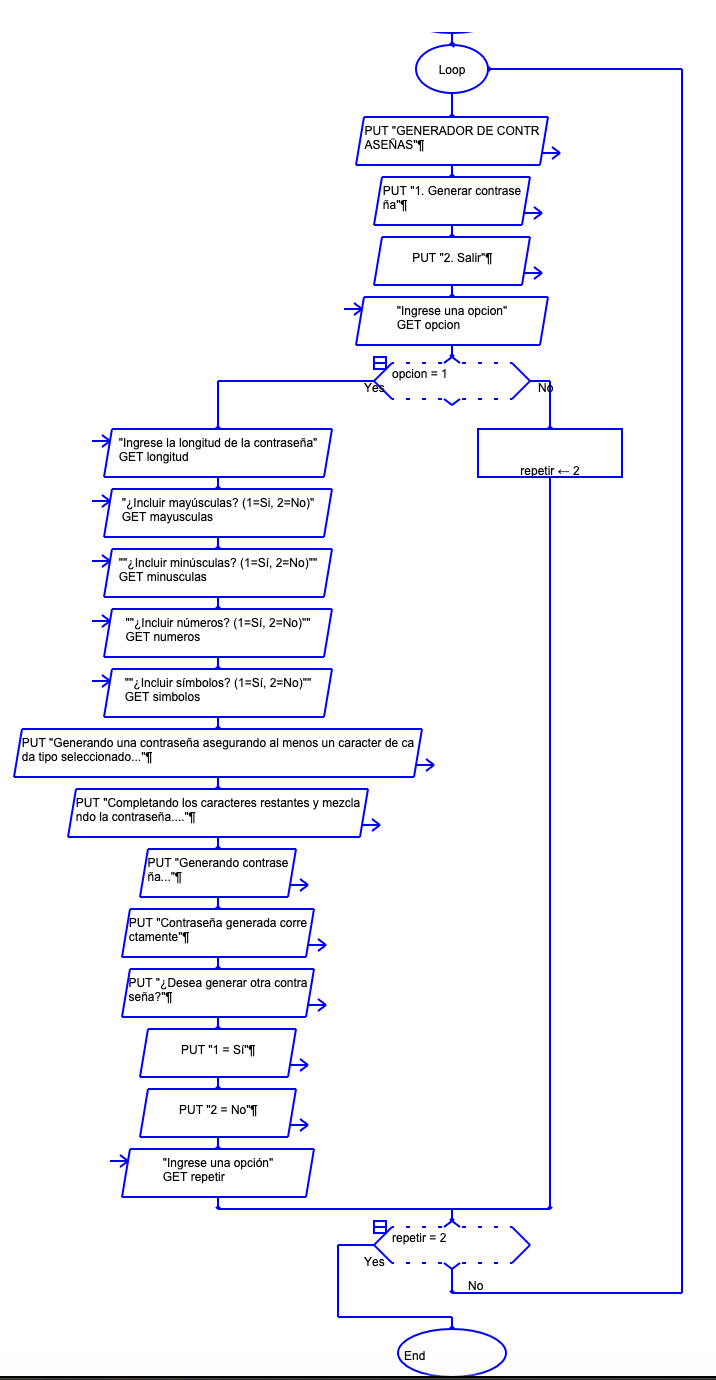 Loop
PUT "GENERADOR DE CONTR
ASEÑAS"¶
PUT "1. Generar contrase
ña"¶
PUT "2. Salir"¶
"Ingrese una opcion"
GET opcion
opcion = 1
Yes
No
"Ingrese la longitud de la contraseña"
GET longitud
repetir ← 2
"¿Incluir mayúsculas? (1=Si, 2=No)"
GET mayusculas
""¿Incluir minúsculas? (1=Sí, 2=No)""
GET minusculas
""¿Incluir números? (1=Sí, 2=No)""
GET numeros
""¿Incluir símbolos? (1=Sí, 2=No)""
GET simbolos
PUT "Generando una contraseña asegurando al menos un caracter de ca
da tipo seleccionado..."¶
PUT "Completando los caracteres restantes y mezcla
ndo la contraseña...."¶
PUT "Generando contrase
ña..."¶
PUT "Contraseña generada corre
ctamente"¶
PUT "¿Desea generar otra contra
seña?"¶
PUT "1 = Sí"¶
PUT "2 = No"¶
"Ingrese una opción"
GET repetir
repetir = 2
Yes
No
End